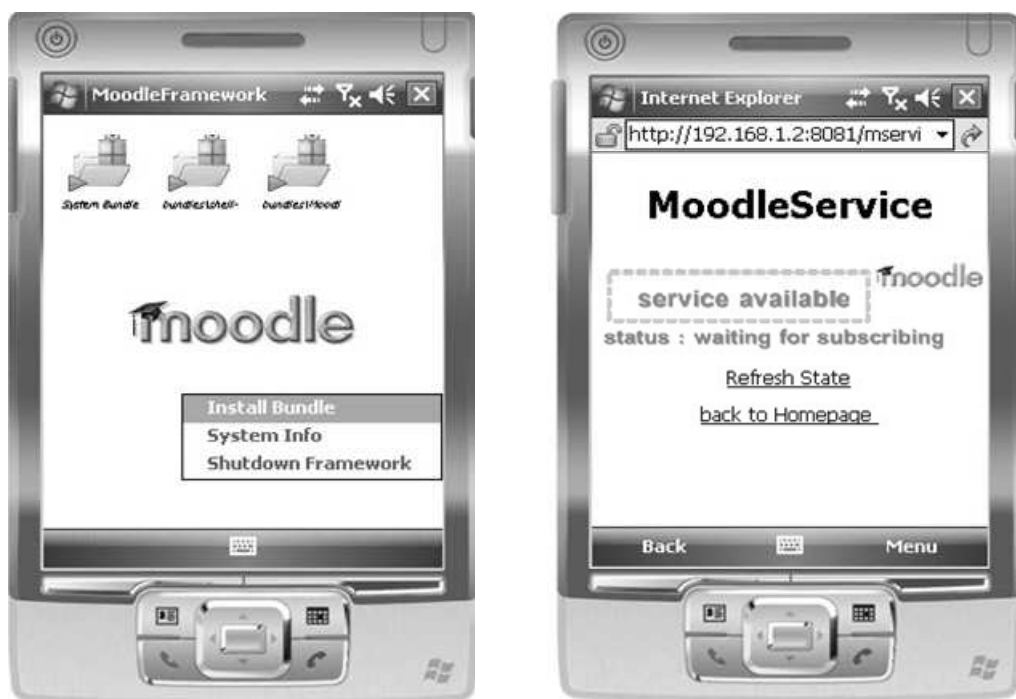 MoodleFramework
System Bundle
bundles\shell-
bundles\Moodl
moodle
Install Bundle
System Info
Shutdown Framework
Internet Explorer
http://192.168.1.2:8081/mservi
MoodleService
moodle
service available
status : waiting for subscribing
Refresh State
back to Homepage
Back
Menu